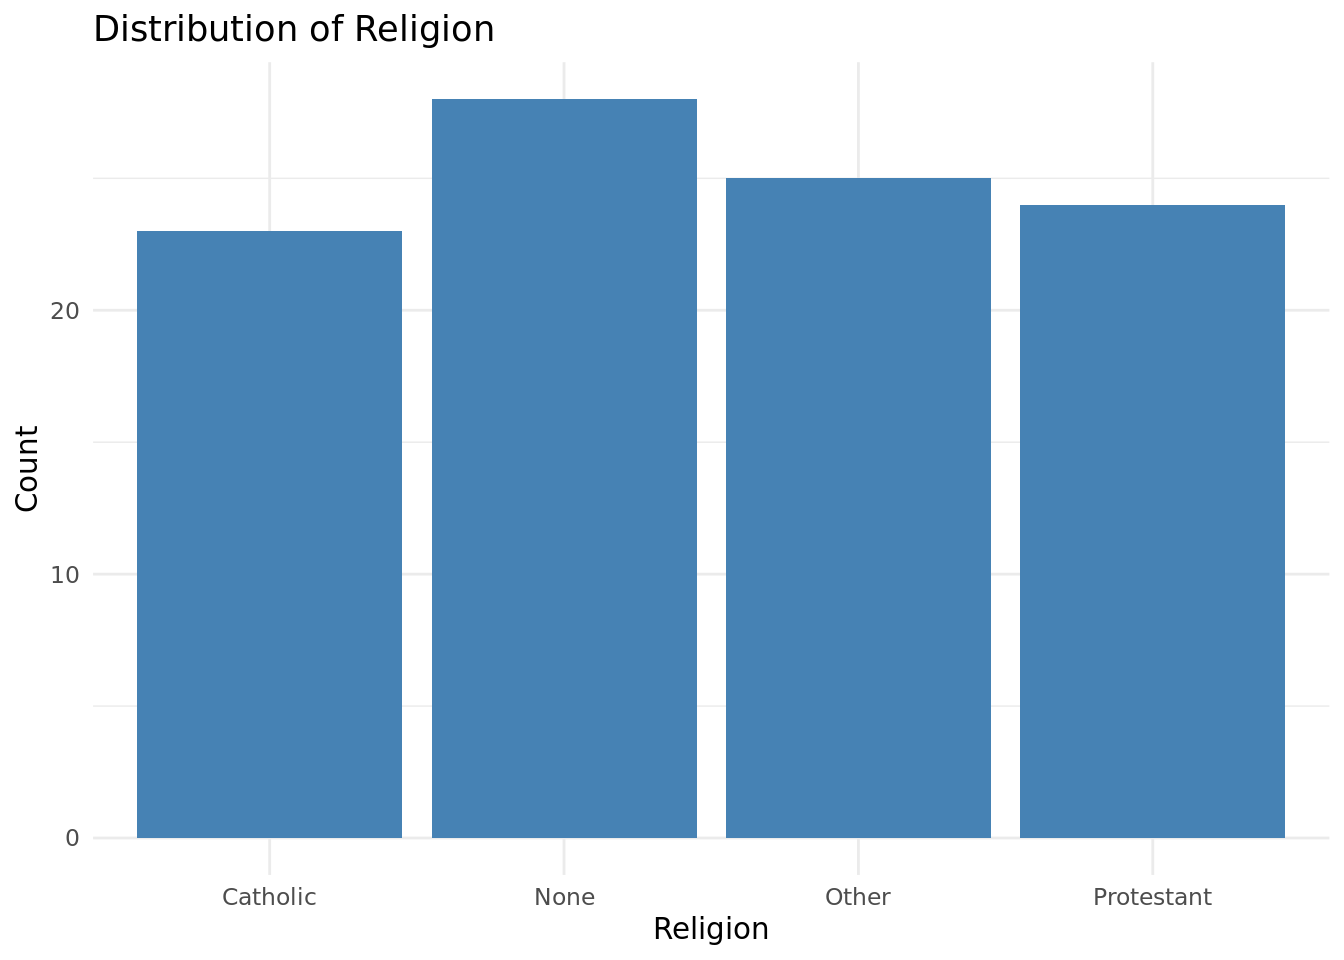 Distribution of Religion
20
10
0
Count
Catholic None Other Protestant
Religion